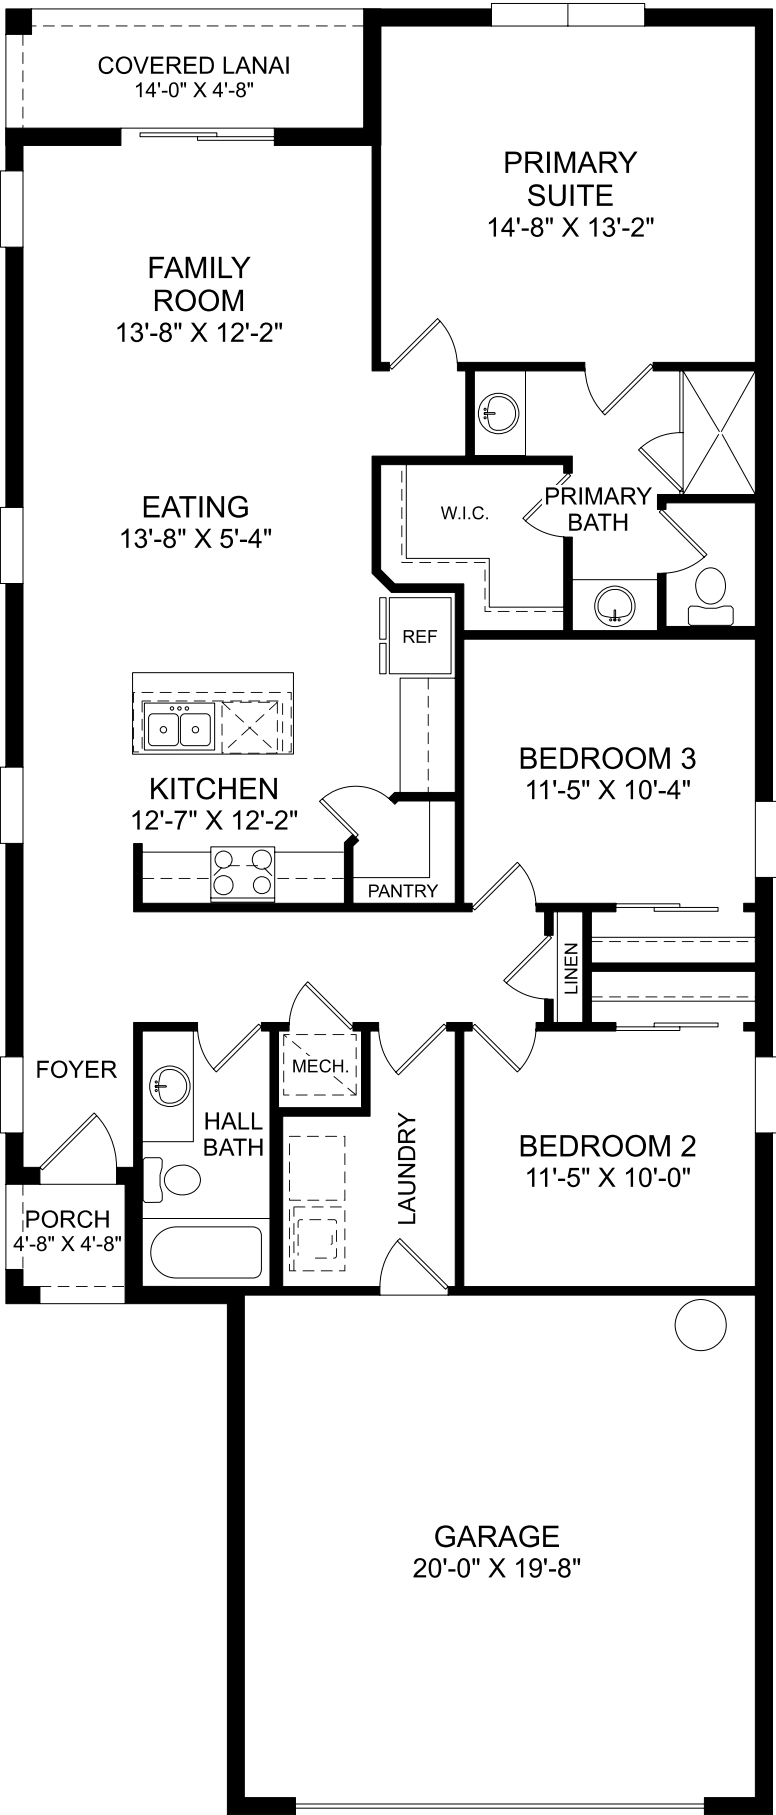 COVERED LANAI
14'-0" X 4'-8"
PRIMARY
SUITE
14'-8" X 13'-2"
FAMILY
ROOM
13'-8" X 12'-2"
EATING
13'-8" X 5'-4"
W.I.C.
PRIMARY
BATH
REF
KITCHEN
12'-7" X 12'-2"
BEDROOM 3
11'-5" X 10'-4"
PANTRY
LINEN
FOYER
MECH.
HALL
BATH
LAUNDRY
BEDROOM 2
11'-5" X 10'-0"
PORCH
4'-8" X 4'-8"
GARAGE
20'-0" X 19'-8"